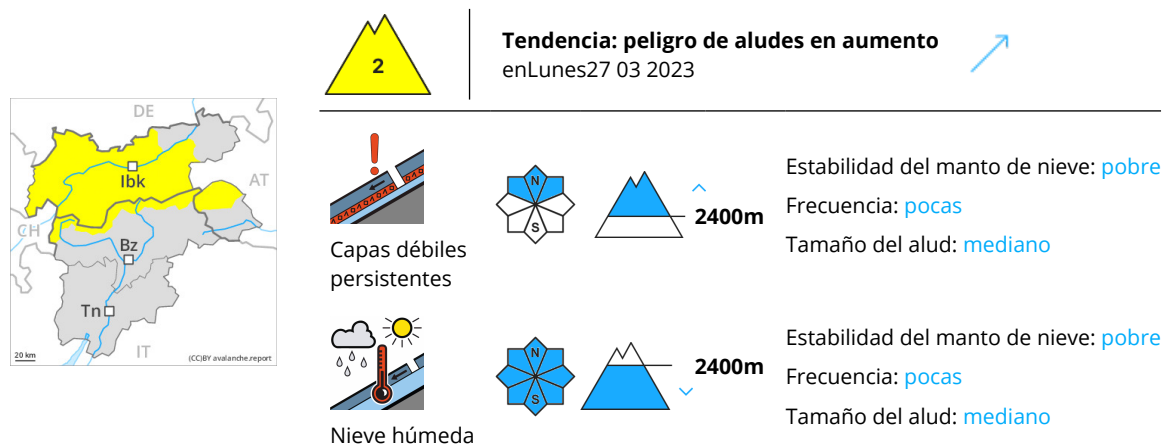 2
Tendencia: peligro de aludes en aumento
enLunes27 03 2023
DE
Ibk
AT
CH
Bz
Tn
IT
20 km
(CC)BY avalanche.report
Capas débiles
persistentes
N
S
2400m
Estabilidad del manto de nieve: pobre
Frecuencia: pocas
Tamaño del alud: mediano
Nieve húmeda
N
S
2400m
Estabilidad del manto de nieve: pobre
Frecuencia: pocas
Tamaño del alud: mediano